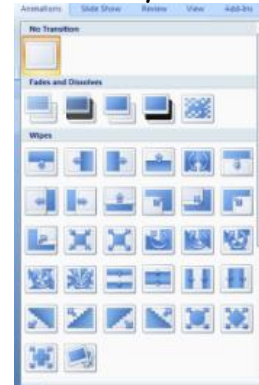 Animations Slide Show Review View Add-Ins
No Transition
Fades and Dissolves
Wipes